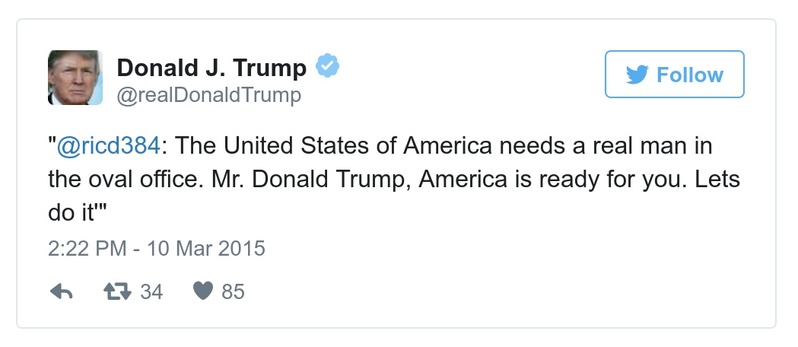 Donald J. Trump
@realDonaldTrump
Follow
"@ricd384: The United States of America needs a real man in
the oval office. Mr. Donald Trump, America is ready for you. Lets
do it'"
2:22 PM - 10 Mar 2015
34 85